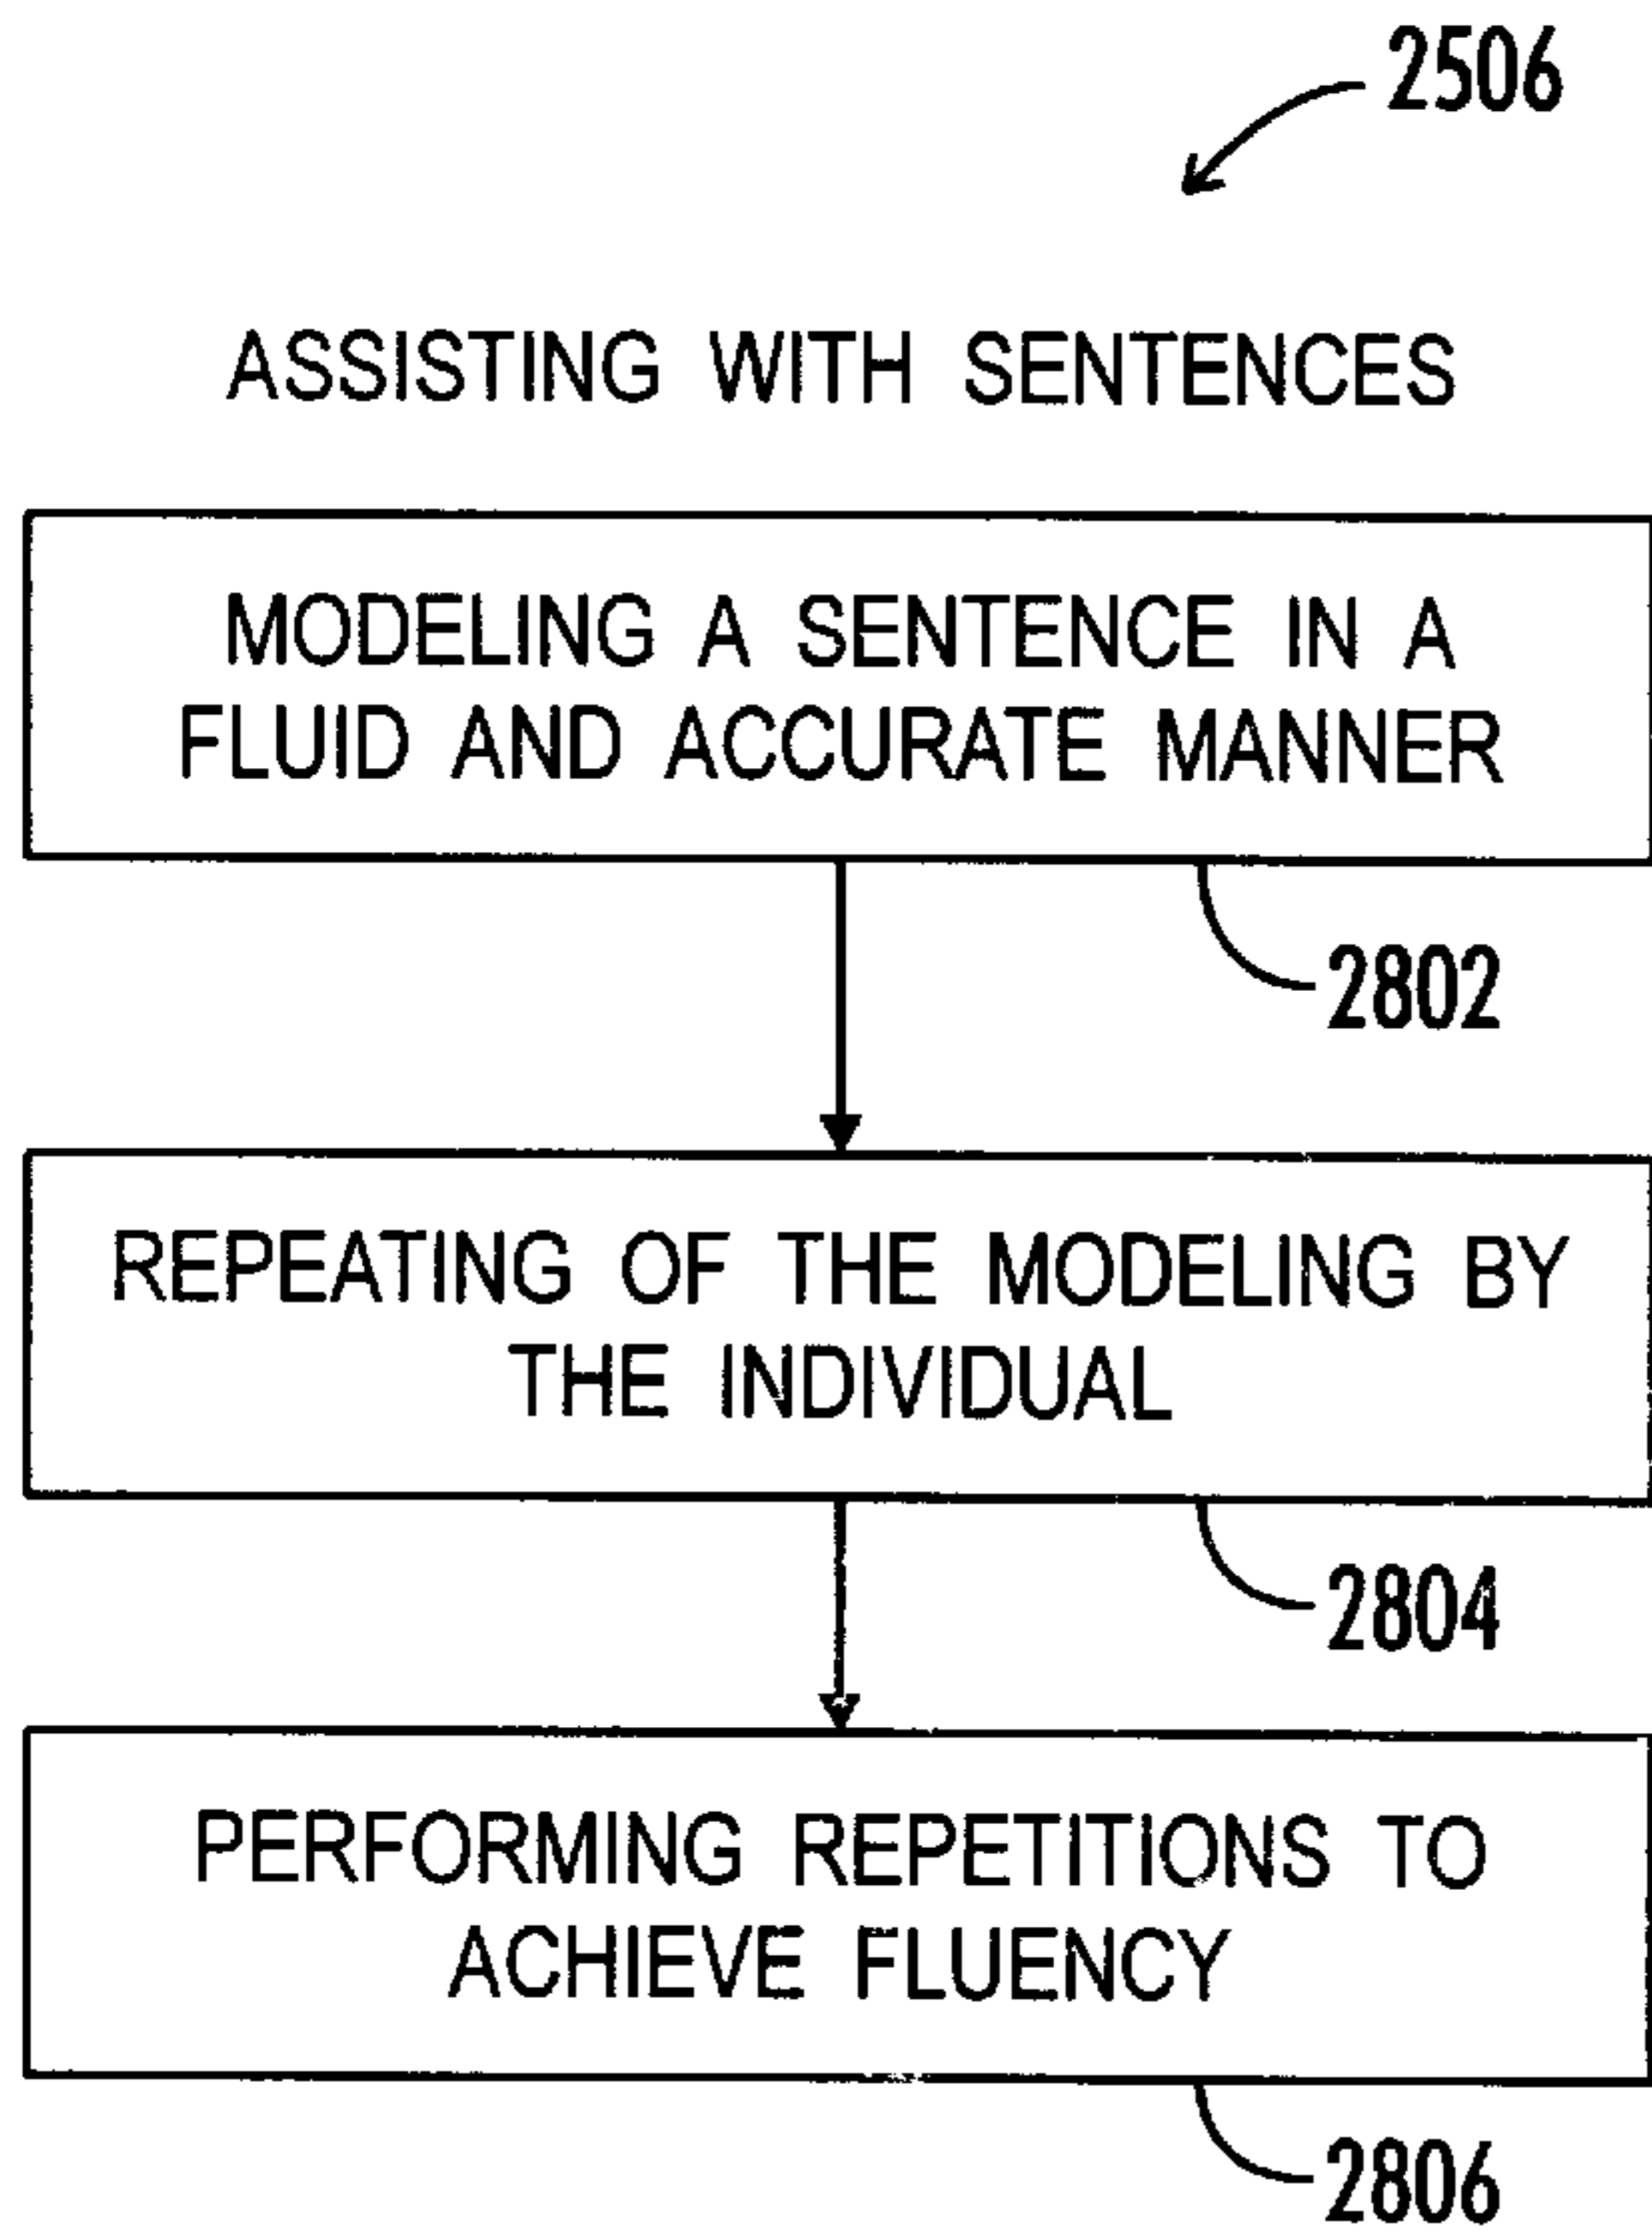 2506
ASSISTING WITH SENTENCES
MODELING A SENTENCE IN A
FLUID AND ACCURATE MANNER
2802
REPEATING OF THE MODELING BY
THE INDIVIDUAL
2804
PERFORMING REPETITIONS TO
ACHIEVE FLUENCY
2806